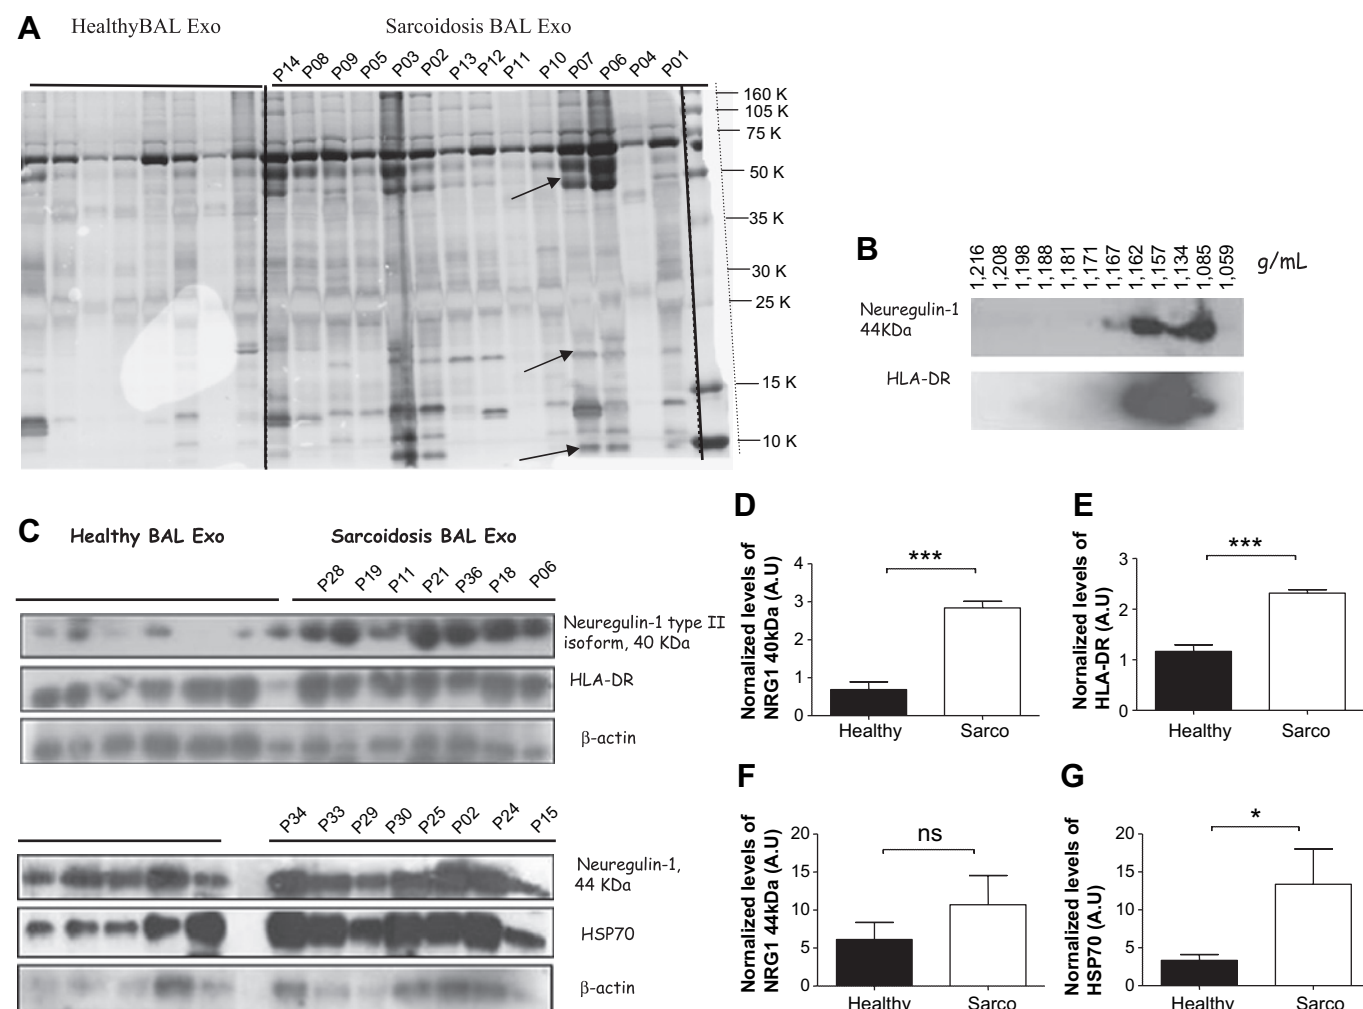 A
HealthyBAL Exo
Sarcoidosis BAL Exo
P14 P08 P09 P05 P03 P02 P13 P12 P11 P10 P07 P06 P04 P01
160 K
105 K
75 K
50 K
35 K
30 K
25 K
15 K
10 K
B
1,216 1,208 1,198 1,188 1,181 1,171 1,167 1,162 1,157 1,134 1,085 1,059 g/mL
Neuregulin-1
44KDa
HLA-DR
C
Healthy BAL Exo
Sarcoidosis BAL Exo
P28 P19 P11 P21 P36 P18 P06
Neuregulin-1 type II
isoform, 40 KDa
HLA-DR
β-actin
P34 P33 P29 P30 P25 P02 P24 P15
Neuregulin-1,
44 KDa
HSP70
β-actin
D
Normalized levels of
NRG1 40kDa (A.U)
4
3
2
1
0
***
Healthy Sarco
E
Normalized levels of
HLA-DR (A.U)
3
2
1
0
***
Healthy Sarco
F
Normalized levels of
NRG1 44kDa (A.U)
20
15
10
5
0
ns
Healthy Sarco
G
Normalized levels of
HSP70 (A.U)
20
15
10
5
0
*
Healthy Sarco